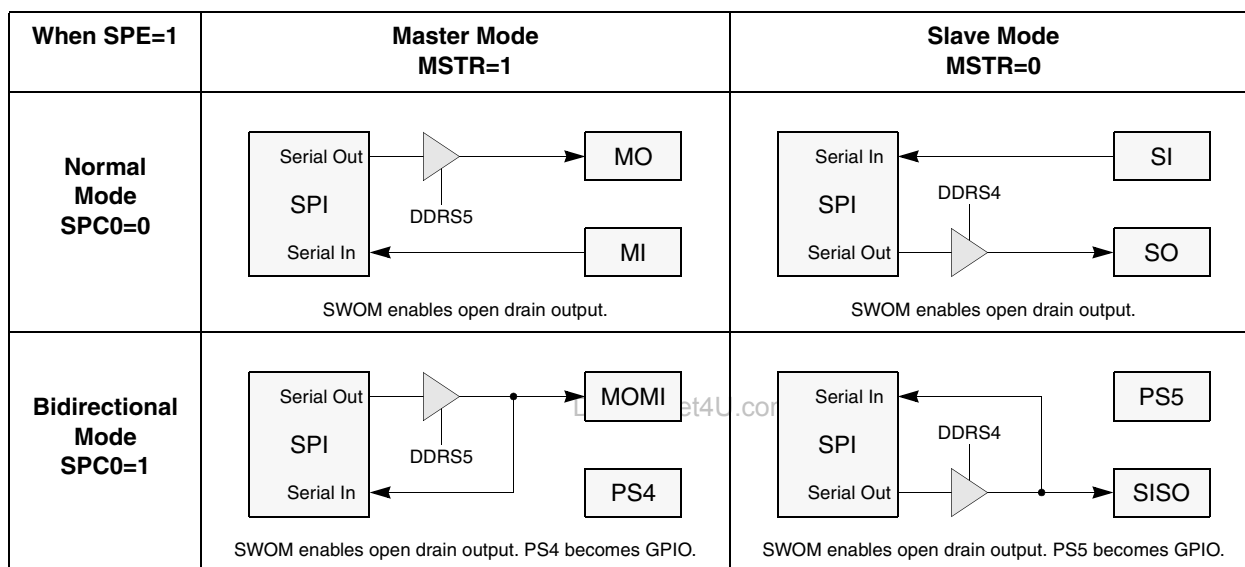 When SPE=1
Master Mode
MSTR=1
Slave Mode
MSTR=0
Normal
Mode
SPC0=0
Serial Out
SPI
Serial In
DDRS5
MO
MI
SWOM enables open drain output.
Serial In
SPI
Serial Out
DDRS4
SI
SO
SWOM enables open drain output.
Bidirectional
Mode
SPC0=1
Serial Out
SPI
Serial In
DDRS5
MOMI
PS4
SWOM enables open drain output. PS4 becomes GPIO.
Serial In
SPI
Serial Out
DDRS4
PS5
SISO
SWOM enables open drain output. PS5 becomes GPIO.